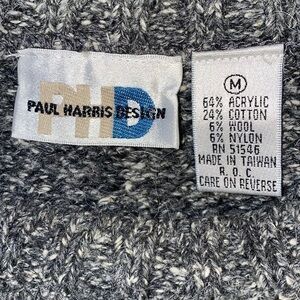 PHD
PAUL HARRIS DESIGN
M
64% ACRYLIC
24% COTTON
6% WOOL
6% NYLON
RN 51546
MADE IN TAIWAN
R. O. C.
CARE ON REVERSE